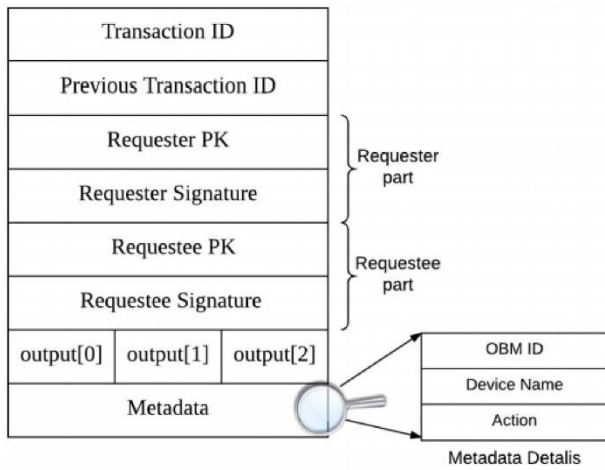 Transaction ID
Previous Transaction ID
Requester PK
Requester Signature
Requester
part
Requestee PK
Requestee Signature
Requestee
part
output[0] output[1] output[2]
Metadata
OBM ID
Device Name
Action
Metadata Detalis